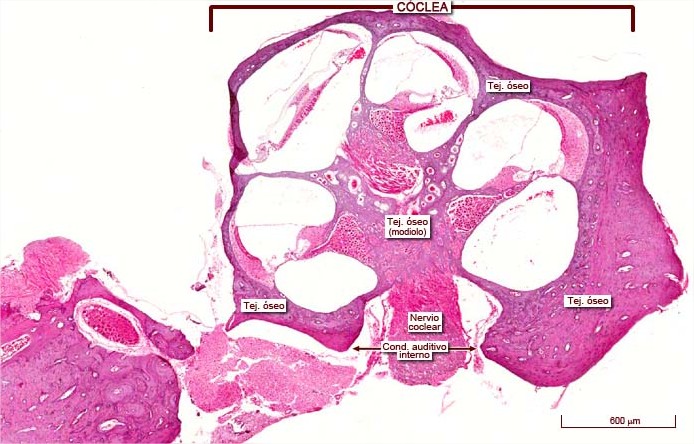 CÓCLEA
Tej. óseo
Tej. óseo
(modiolo)
Tej. óseo
Tej. óseo
Nervio
coclear
Cond. auditivo
interno
600 µm